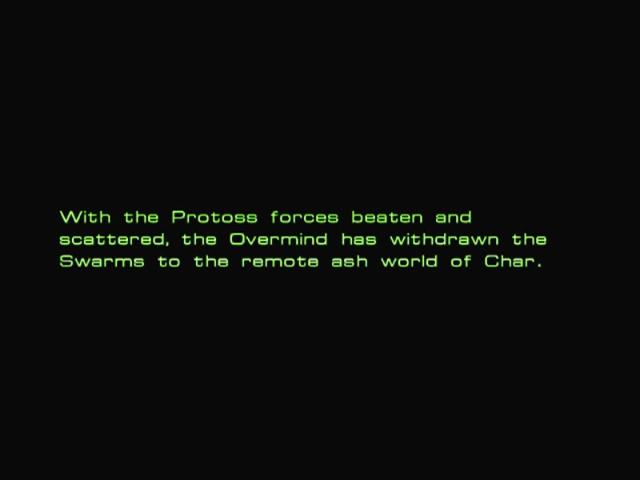 With the Protoss forces beaten and
scattered, the Overmind has withdrawn the
Swarms to the remote ash world of Char.